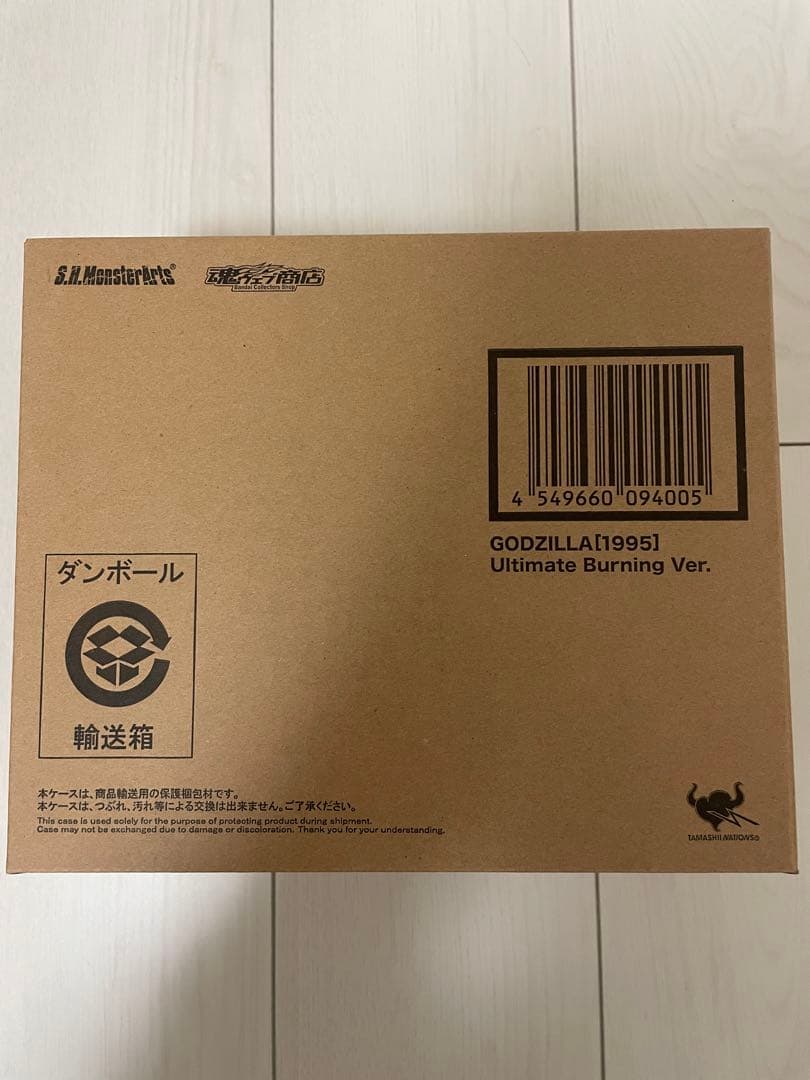 S.H.MonsterArts®
魂ウェブ商店
Bandai Collectors Shop
4 549660 094005
GODZILLA[1995]
Ultimate Burning Ver.
ダンボール
輸送箱
本ケースは、商品輸送用の保護梱包材です。
本ケースは、つぶれ、汚れ等による交換は出来ません。ご了承ください。
This case is used solely for the purpose of protecting product during shipment.
Case may not be exchanged due to damage or discoloration. Thank you for your understanding.
TAMASHII NATIONS®